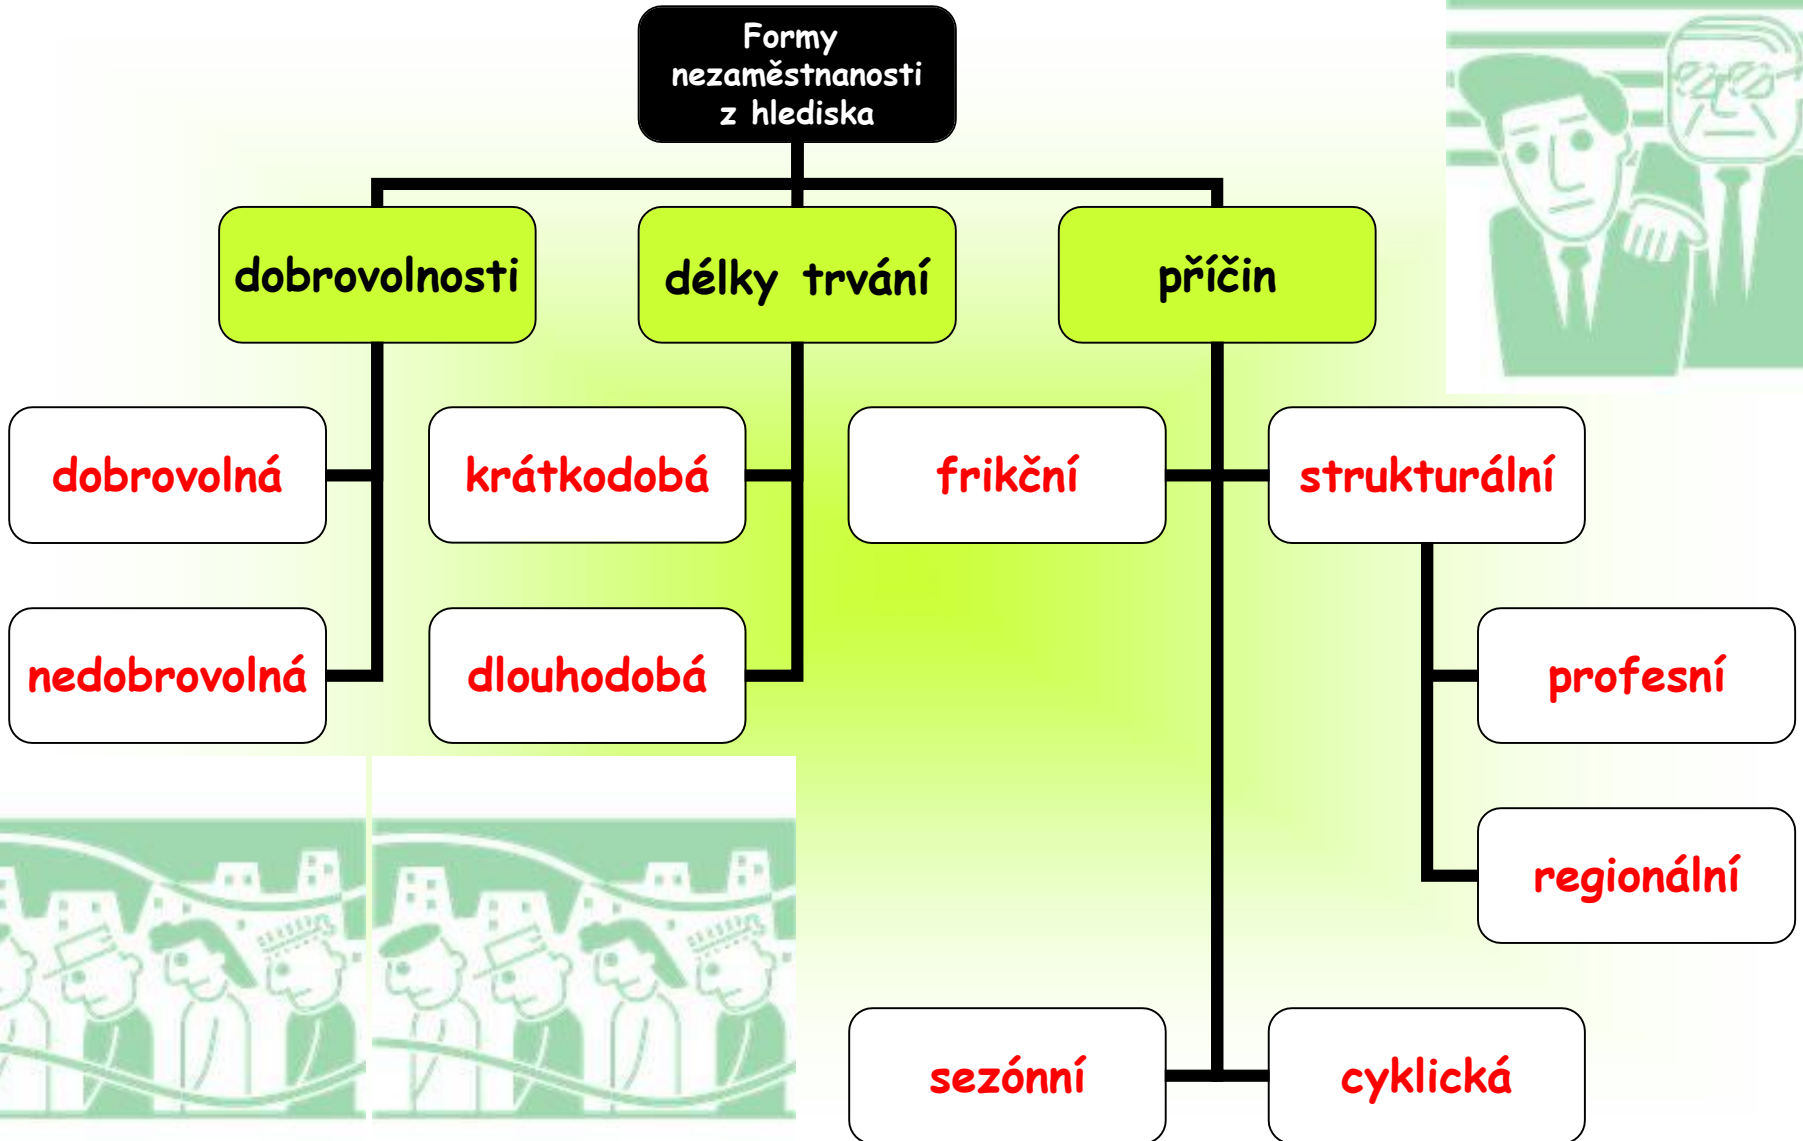 Formy
nezaměstnanosti
z hlediska
dobrovolnosti
délky trvání
příčin
dobrovolná
krátkodobá
frikční
strukturální
nedobrovolná
dlouhodobá
profesní
regionální
sezónní
cyklická